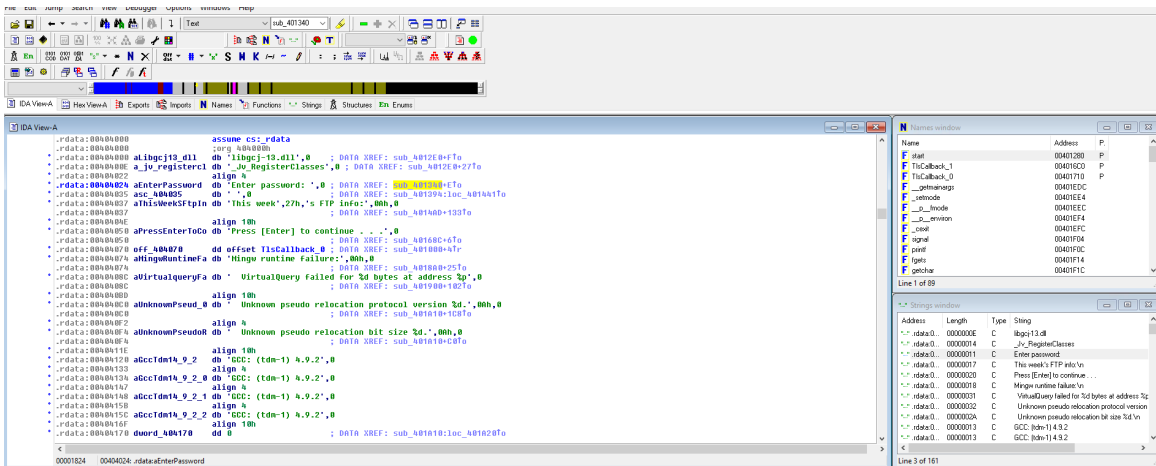 File Edit Jump Search View Debugger Options Windows Help
Text
sub_401340
En
S M K
IDA View-A Hex View-A Exports Imports N Names Functions Strings Structures En Enums
IDA View-A
.rdata:00404000 assume cs:_rdata
.rdata:00404000 ;org 404000h
.rdata:00404000 aLibgcj13_dll db 'libgcj-13.dll',0 ; DATA XREF: sub_4012E0+F↑o
.rdata:0040400E a_jv_registercl db '_Jv_RegisterClasses',0 ; DATA XREF: sub_4012E0+27↑o
.rdata:00404022 align 4
.rdata:00404024 aEnterPassword db 'Enter password: ',0 ; DATA XREF: sub_401340+E↑o
.rdata:00404035 asc_404035 db ' ',0 ; DATA XREF: sub_401394:loc_401441↑o
.rdata:00404037 aThisWeekSFtpIn db 'This week',27h,'s FTP info:',0Ah,0
.rdata:00404037 ; DATA XREF: sub_4014AD+133↑o
.rdata:0040404E align 10h
.rdata:00404050 aPressEnterToCo db 'Press [Enter] to continue . . .',0
.rdata:00404050 ; DATA XREF: sub_40168C+6↑o
.rdata:00404070 off_404070 dd offset TlsCallback_0 ; DATA XREF: sub_401000+4↑r
.rdata:00404074 aMingwRuntimeFa db 'Mingw runtime failure:',0Ah,0
.rdata:00404074 ; DATA XREF: sub_4018A0+25↑o
.rdata:0040408C aVirtualqueryFa db '  VirtualQuery failed for %d bytes at address %p',0
.rdata:0040408C ; DATA XREF: sub_401900+102↑o
.rdata:004040BD align 10h
.rdata:004040C0 aUnknownPseud_0 db '  Unknown pseudo relocation protocol version %d.',0Ah,0
.rdata:004040C0 ; DATA XREF: sub_401A10+1C8↑o
.rdata:004040F2 align 4
.rdata:004040F4 aUnknownPseudoR db '  Unknown pseudo relocation bit size %d.',0Ah,0
.rdata:004040F4 ; DATA XREF: sub_401A10+C0↑o
.rdata:0040411E align 10h
.rdata:00404120 aGccTdm14_9_2 db 'GCC: (tdm-1) 4.9.2',0
.rdata:00404133 align 4
.rdata:00404134 aGccTdm14_9_2_0 db 'GCC: (tdm-1) 4.9.2',0
.rdata:00404147 align 4
.rdata:00404148 aGccTdm14_9_2_1 db 'GCC: (tdm-1) 4.9.2',0
.rdata:0040415B align 4
.rdata:0040415C aGccTdm14_9_2_2 db 'GCC: (tdm-1) 4.9.2',0
.rdata:0040416F align 10h
.rdata:00404170 dword_404170 dd 0 ; DATA XREF: sub_401A10:loc_401A20↑o
00001824 00404024: .rdata:aEnterPassword
Names window
Name Address P.
F start 00401280 P
F TlsCallback_1 004016C0 P
F TlsCallback_0 00401710 P
F __getmainargs 00401EDC
F _setmode 00401EE4
F __p__fmode 00401EEC
F __p__environ 00401EF4
F _cexit 00401EFC
F signal 00401F04
F printf 00401F0C
F fgets 00401F14
F getchar 00401F1C
Line 1 of 89
Strings window
Address Length Type String
.rdata:0... 0000000E C libgcj-13.dll
.rdata:0... 00000014 C _Jv_RegisterClasses
.rdata:0... 00000011 C Enter password:
.rdata:0... 00000017 C This week's FTP info:\n
.rdata:0... 00000020 C Press [Enter] to continue . . .
.rdata:0... 00000018 C Mingw runtime failure:\n
.rdata:0... 00000031 C VirtualQuery failed for %d bytes at address %p
.rdata:0... 00000032 C Unknown pseudo relocation protocol version
.rdata:0... 0000002A C Unknown pseudo relocation bit size %d.\n
.rdata:0... 00000013 C GCC: (tdm-1) 4.9.2
.rdata:0... 00000013 C GCC: (tdm-1) 4.9.2
Line 3 of 161